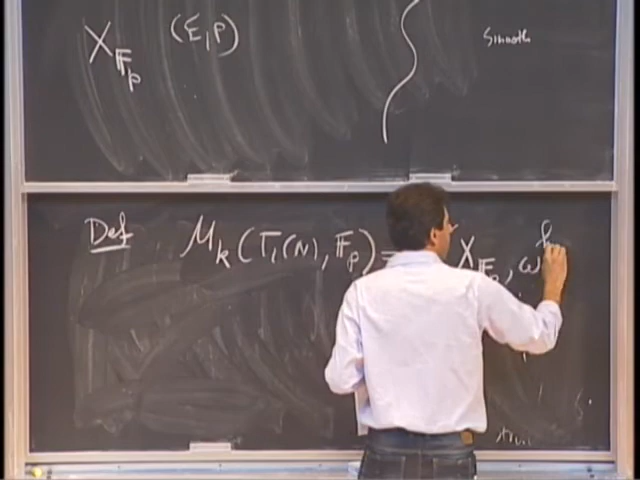 X_{F_p} (E, P)
Smooth
Def M_k(Γ_1(N), F_p) = X_{F_p}, ω^k